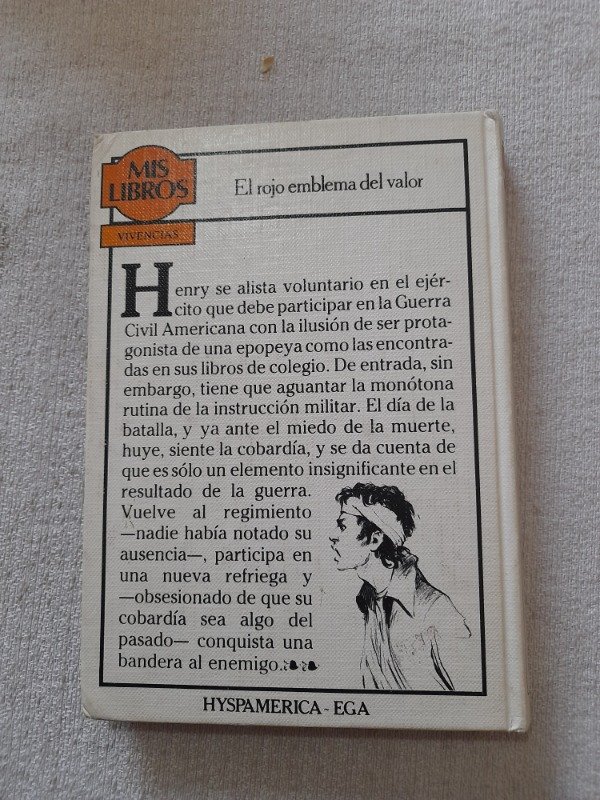 MIS
LIBROS
El rojo emblema del valor
VIVENCIAS
Henry se alista voluntario en el ejér-
cito que debe participar en la Guerra
Civil Americana con la ilusión de ser prota-
gonista de una epopeya como las encontra-
das en sus libros de colegio. De entrada, sin
embargo, tiene que aguantar la monótona
rutina de la instrucción militar. El día de la
batalla, y ya ante el miedo de la muerte,
huye, siente la cobardía, y se da cuenta de
que es sólo un elemento insignificante en el
resultado de la guerra.
Vuelve al regimiento
—nadie había notado su
ausencia—, participa en
una nueva refriega y
—obsesionado de que su
cobardía sea algo del
pasado— conquista una
bandera al enemigo.
HYSPAMERICA - EGA